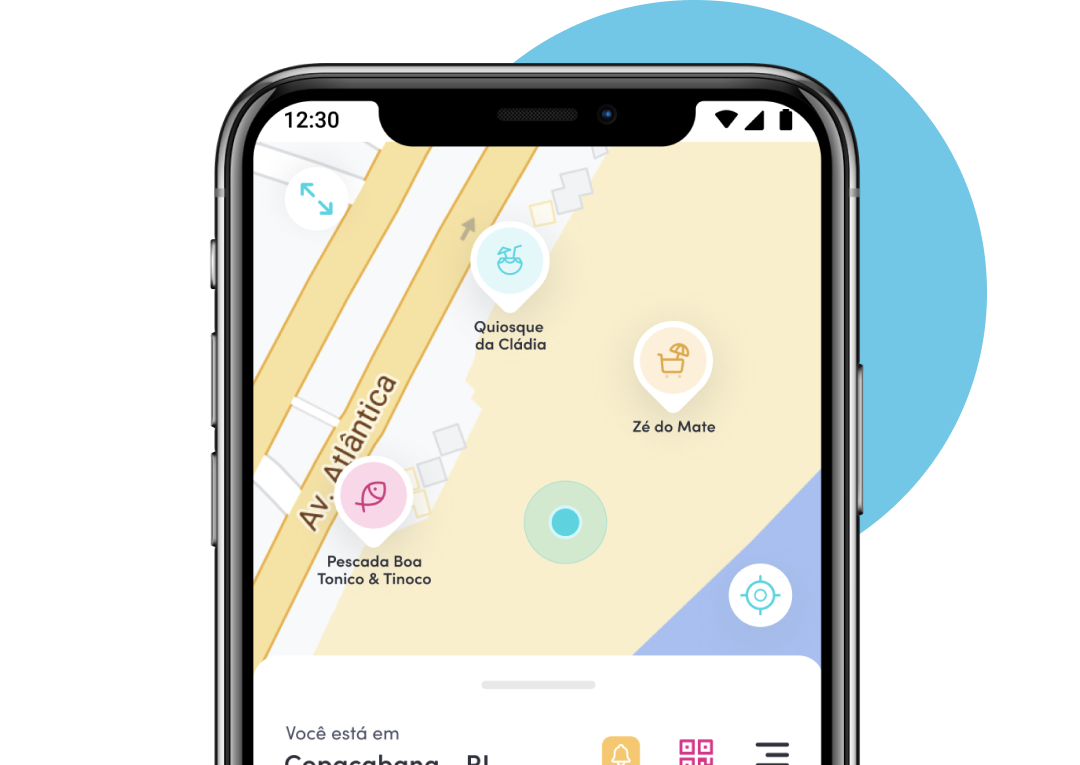 12:30
Quiosque
da Cládia
Zé do Mate
Av. Atlântica
Pescada Boa
Tonico & Tinoco
Você está em
Copacabana - RJ